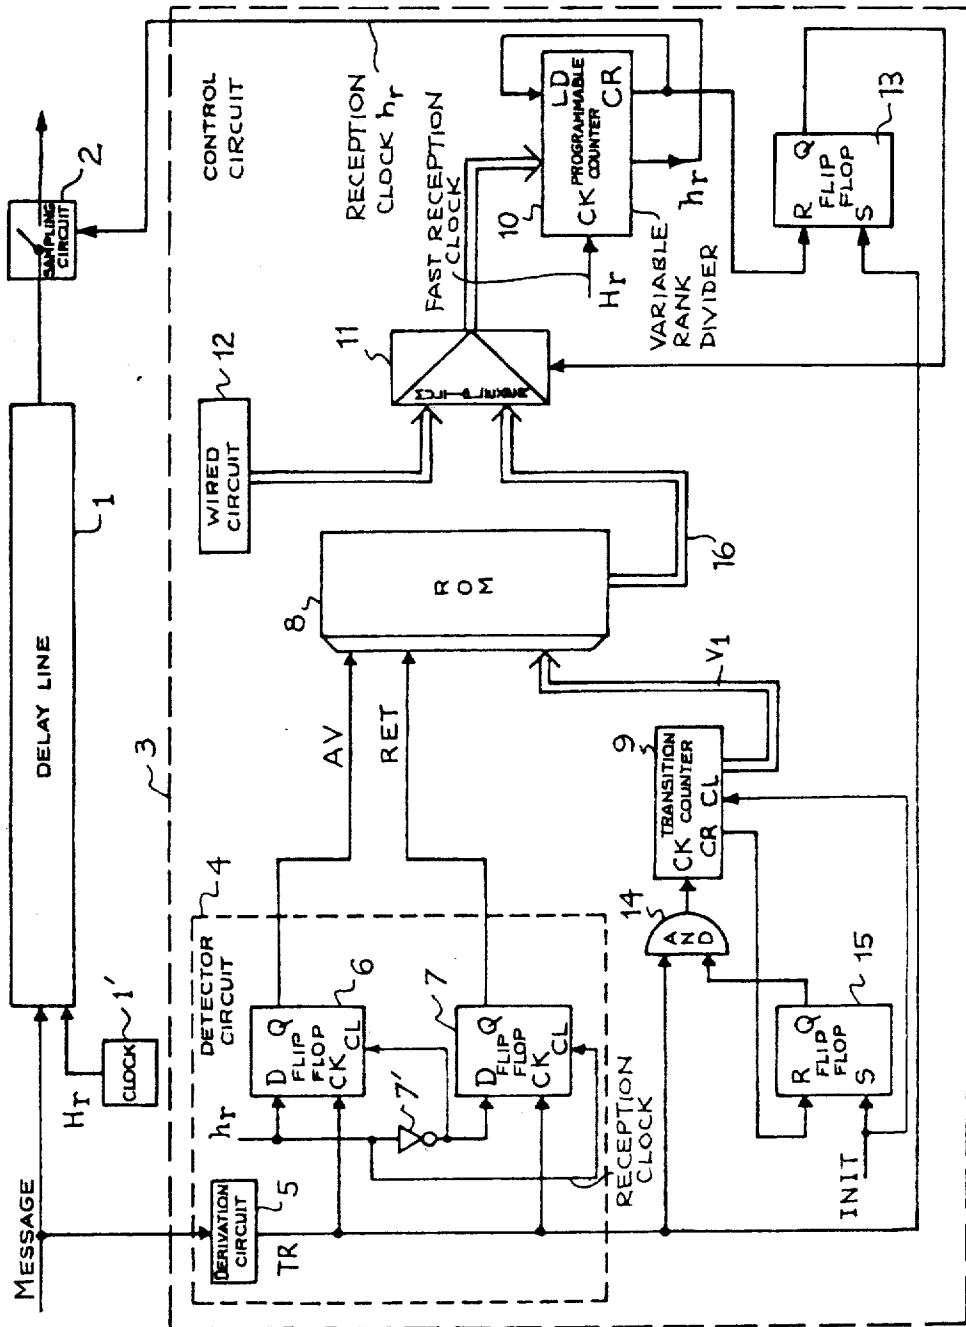 MESSAGE
Hr
CLOCK
1'
DELAY LINE
1
SAMPLING
CIRCUIT
2
3
CONTROL
CIRCUIT
DERIVATION
CIRCUIT
5
TR
DETECTOR
CIRCUIT
4
hr
D Q
FLIP
FLOP
CK CL
6
7'
D Q
FLIP
FLOP
CK CL
7
RECEPTION
CLOCK
AV
RET
8
ROM
WIRED
CIRCUIT
12
11
16
V1
RECEPTION
CLOCK hr
FAST RECEPTION
CLOCK
Hr
10
LD
CK PROGRAMMABLE
COUNTER
CR
hr
VARIABLE
RANK
DIVIDER
R Q
FLIP
FLOP
S
13
AND
14
9
CK TRANSITION
COUNTER
CR CL
R Q
FLIP
FLOP
S
15
INIT